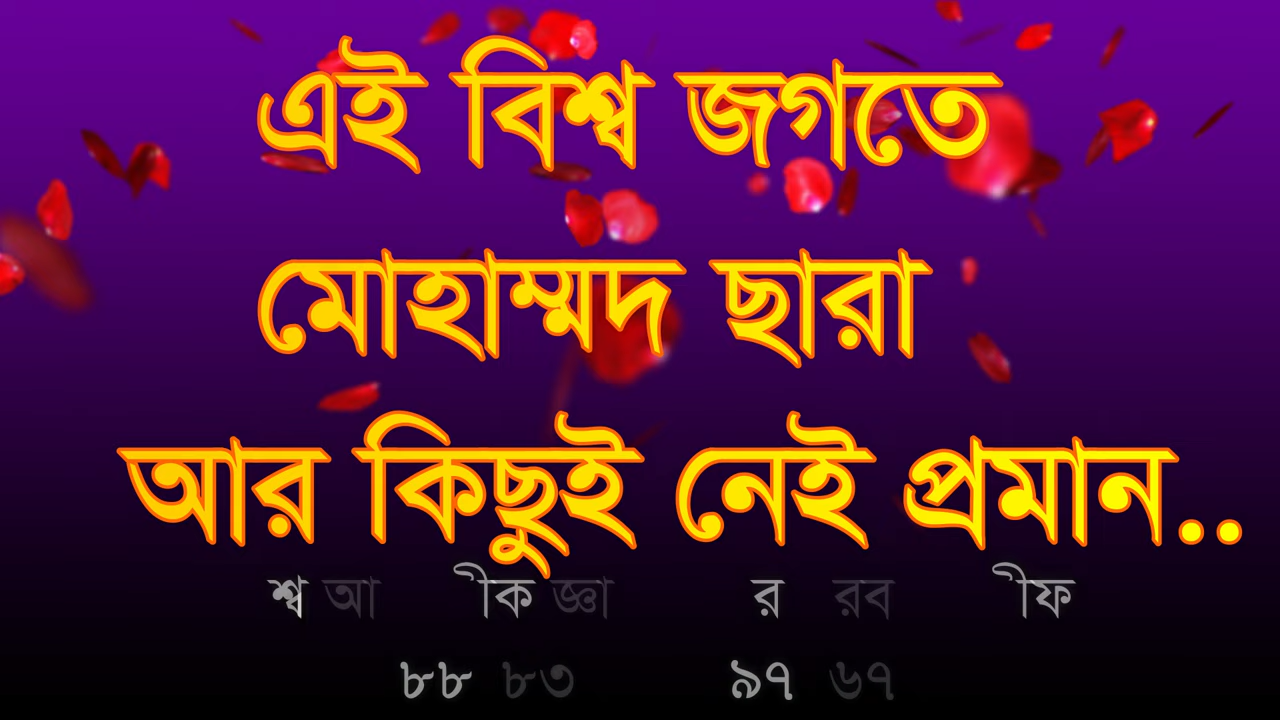 এই বিশ্ব জগতে
মোহাম্মদ ছারা
আর কিছুই নেই প্রমান..
শ্ব আ ীক জ্ঞা র রব ীফ
৮৮ ৮৩ ৯৭ ৬৭